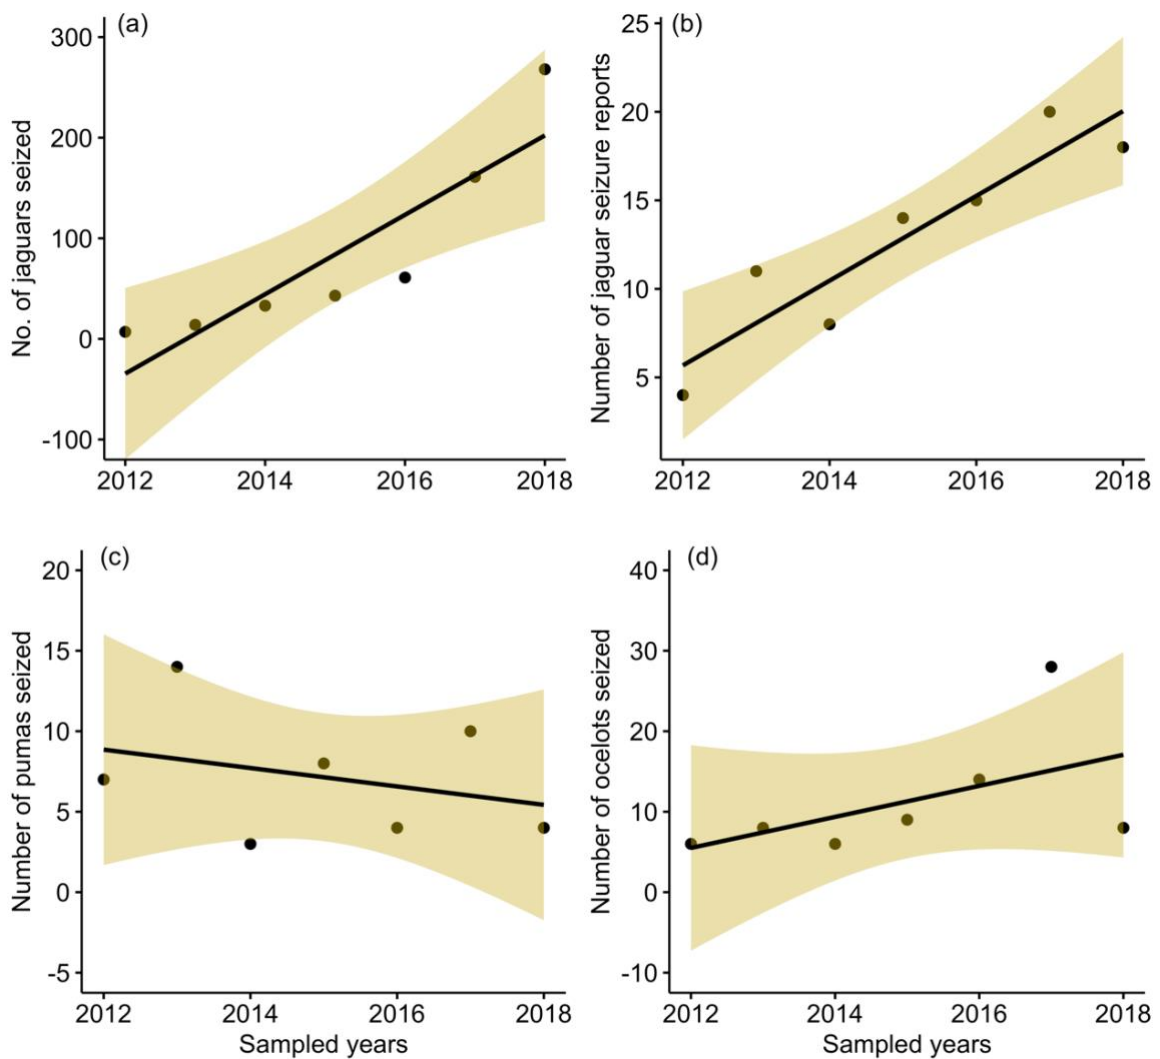 (a)
No. of jaguars seized
300
200
100
0
-100
2012 2014 2016 2018
(b)
Number of jaguar seizure reports
25
20
15
10
5
2012 2014 2016 2018
(c)
Number of pumas seized
20
15
10
5
0
-5
2012 2014 2016 2018
Sampled years
(d)
Number of ocelots seized
40
30
20
10
0
-10
2012 2014 2016 2018
Sampled years